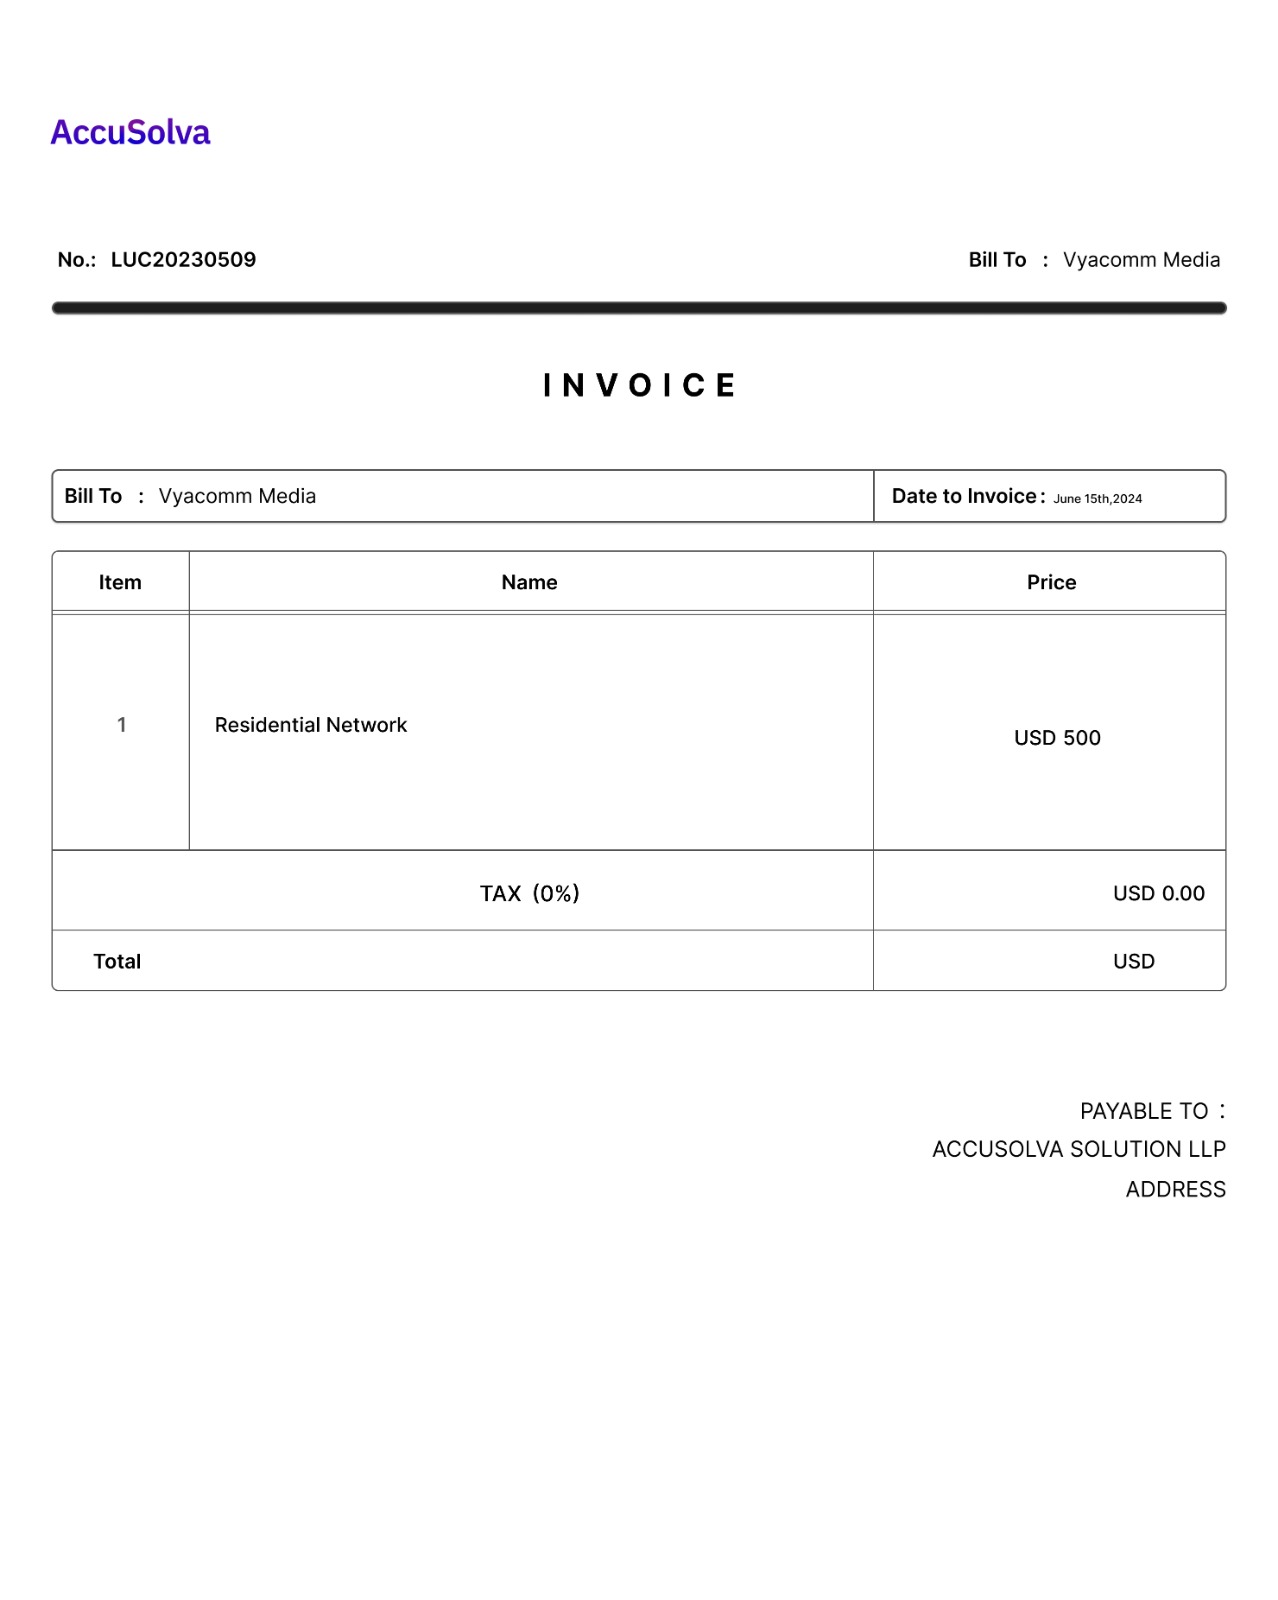 AccuSolva
No.: LUC20230509
Bill To : Vyacomm Media
INVOICE
Bill To : Vyacomm Media
Date to Invoice: June 15th,2024
Item Name Price
1 Residential Network USD 500
TAX (0%) USD 0.00
Total USD
PAYABLE TO :
ACCUSOLVA SOLUTION LLP
ADDRESS